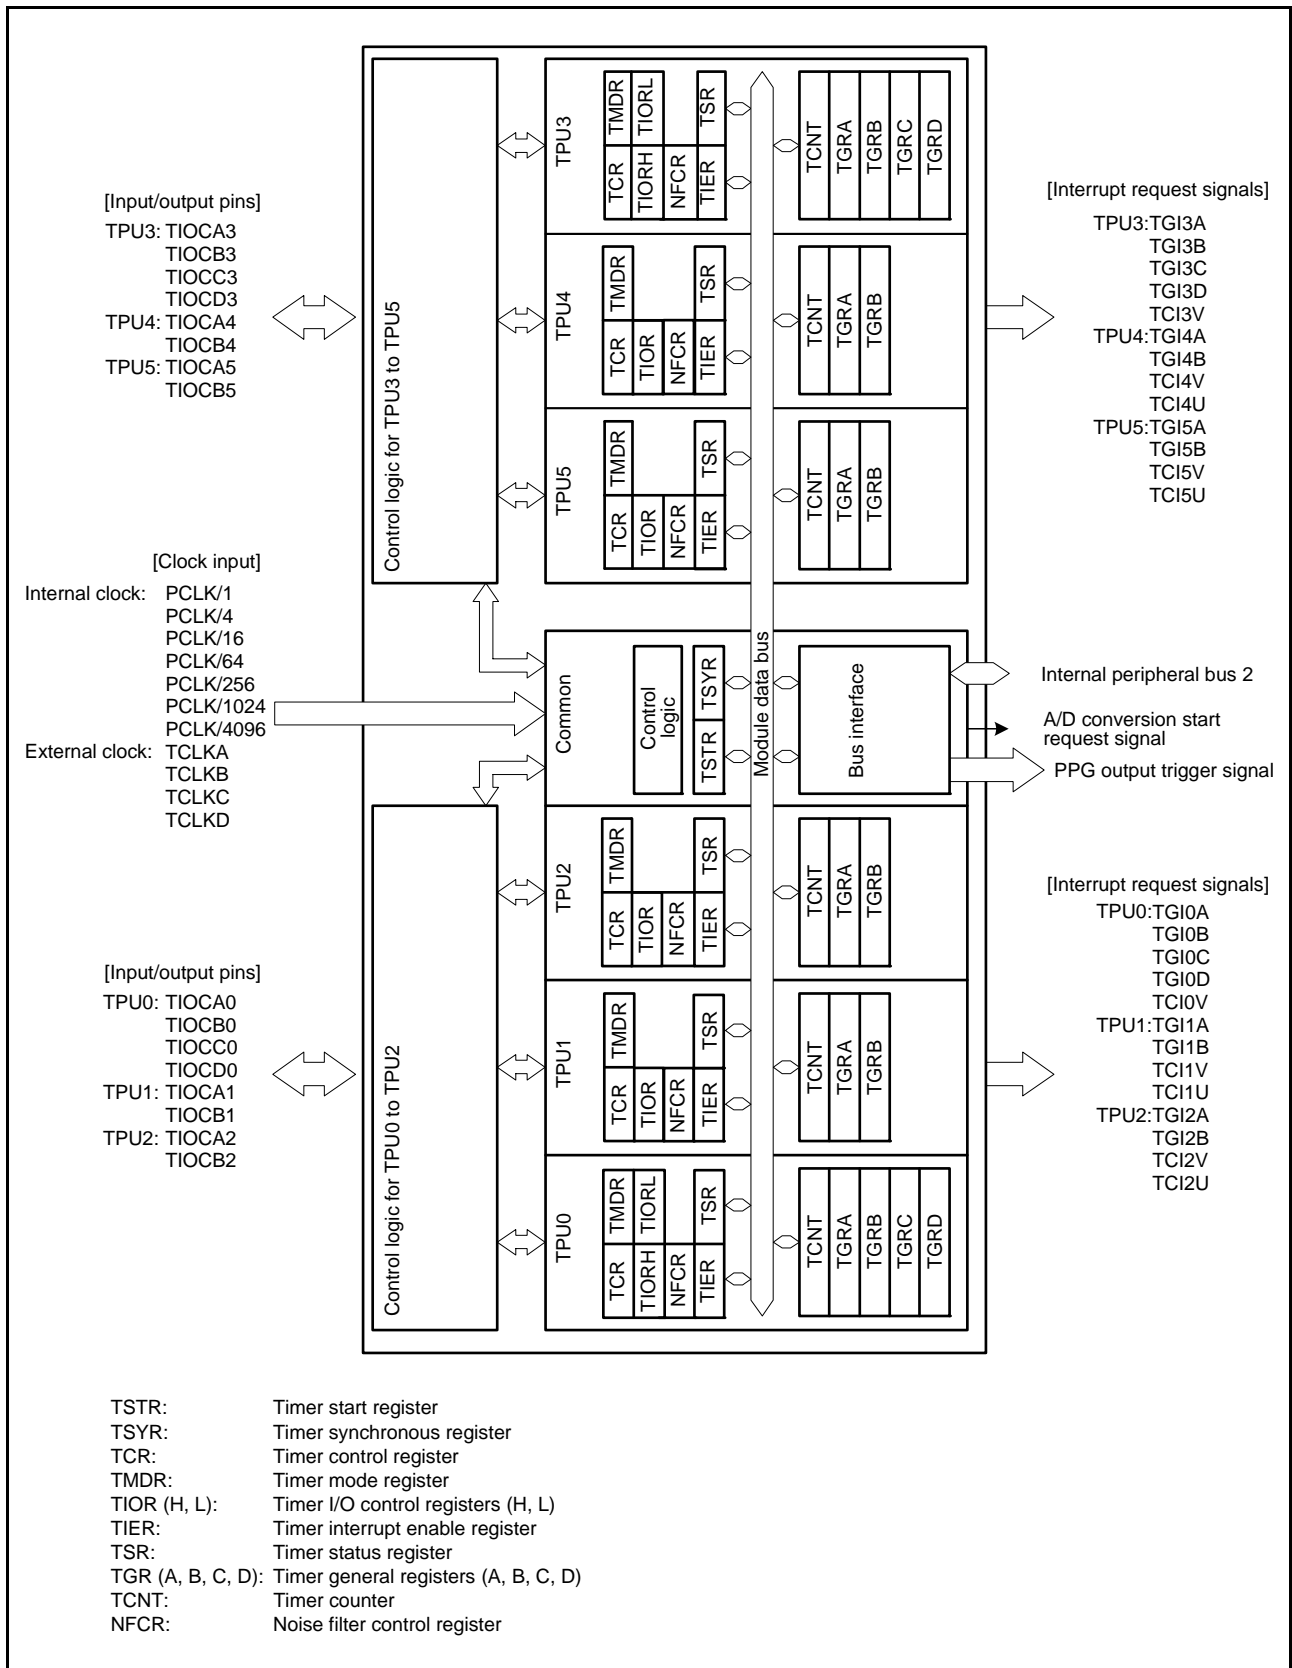 [Input/output pins]
TPU3: TIOCA3
TIOCB3
TIOCC3
TIOCD3
TPU4: TIOCA4
TIOCB4
TPU5: TIOCA5
TIOCB5
[Clock input]
Internal clock: PCLK/1
PCLK/4
PCLK/16
PCLK/64
PCLK/256
PCLK/1024
PCLK/4096
External clock: TCLKA
TCLKB
TCLKC
TCLKD
[Input/output pins]
TPU0: TIOCA0
TIOCB0
TIOCC0
TIOCD0
TPU1: TIOCA1
TIOCB1
TPU2: TIOCA2
TIOCB2
Control logic for TPU3 to TPU5
Control logic for TPU0 to TPU2
TPU3
TCR
TMDR
TIORH
TIORL
NFCR
TIER
TSR
TCNT
TGRA
TGRB
TGRC
TGRD
TPU4
TCR
TMDR
TIOR
NFCR
TIER
TSR
TCNT
TGRA
TGRB
TPU5
TCR
TMDR
TIOR
NFCR
TIER
TSR
TCNT
TGRA
TGRB
Common
Control
logic
TSTR
TSYR
Module data bus
Bus interface
TPU2
TCR
TMDR
TIOR
NFCR
TIER
TSR
TCNT
TGRA
TGRB
TPU1
TCR
TMDR
TIOR
NFCR
TIER
TSR
TCNT
TGRA
TGRB
TPU0
TCR
TMDR
TIORH
TIORL
NFCR
TIER
TSR
TCNT
TGRA
TGRB
TGRC
TGRD
[Interrupt request signals]
TPU3:TGI3A
TGI3B
TGI3C
TGI3D
TCI3V
TPU4:TGI4A
TGI4B
TCI4V
TCI4U
TPU5:TGI5A
TGI5B
TCI5V
TCI5U
Internal peripheral bus 2
A/D conversion start
request signal
PPG output trigger signal
[Interrupt request signals]
TPU0:TGI0A
TGI0B
TGI0C
TGI0D
TCI0V
TPU1:TGI1A
TGI1B
TCI1V
TCI1U
TPU2:TGI2A
TGI2B
TCI2V
TCI2U
TSTR: Timer start register
TSYR: Timer synchronous register
TCR: Timer control register
TMDR: Timer mode register
TIOR (H, L): Timer I/O control registers (H, L)
TIER: Timer interrupt enable register
TSR: Timer status register
TGR (A, B, C, D): Timer general registers (A, B, C, D)
TCNT: Timer counter
NFCR: Noise filter control register